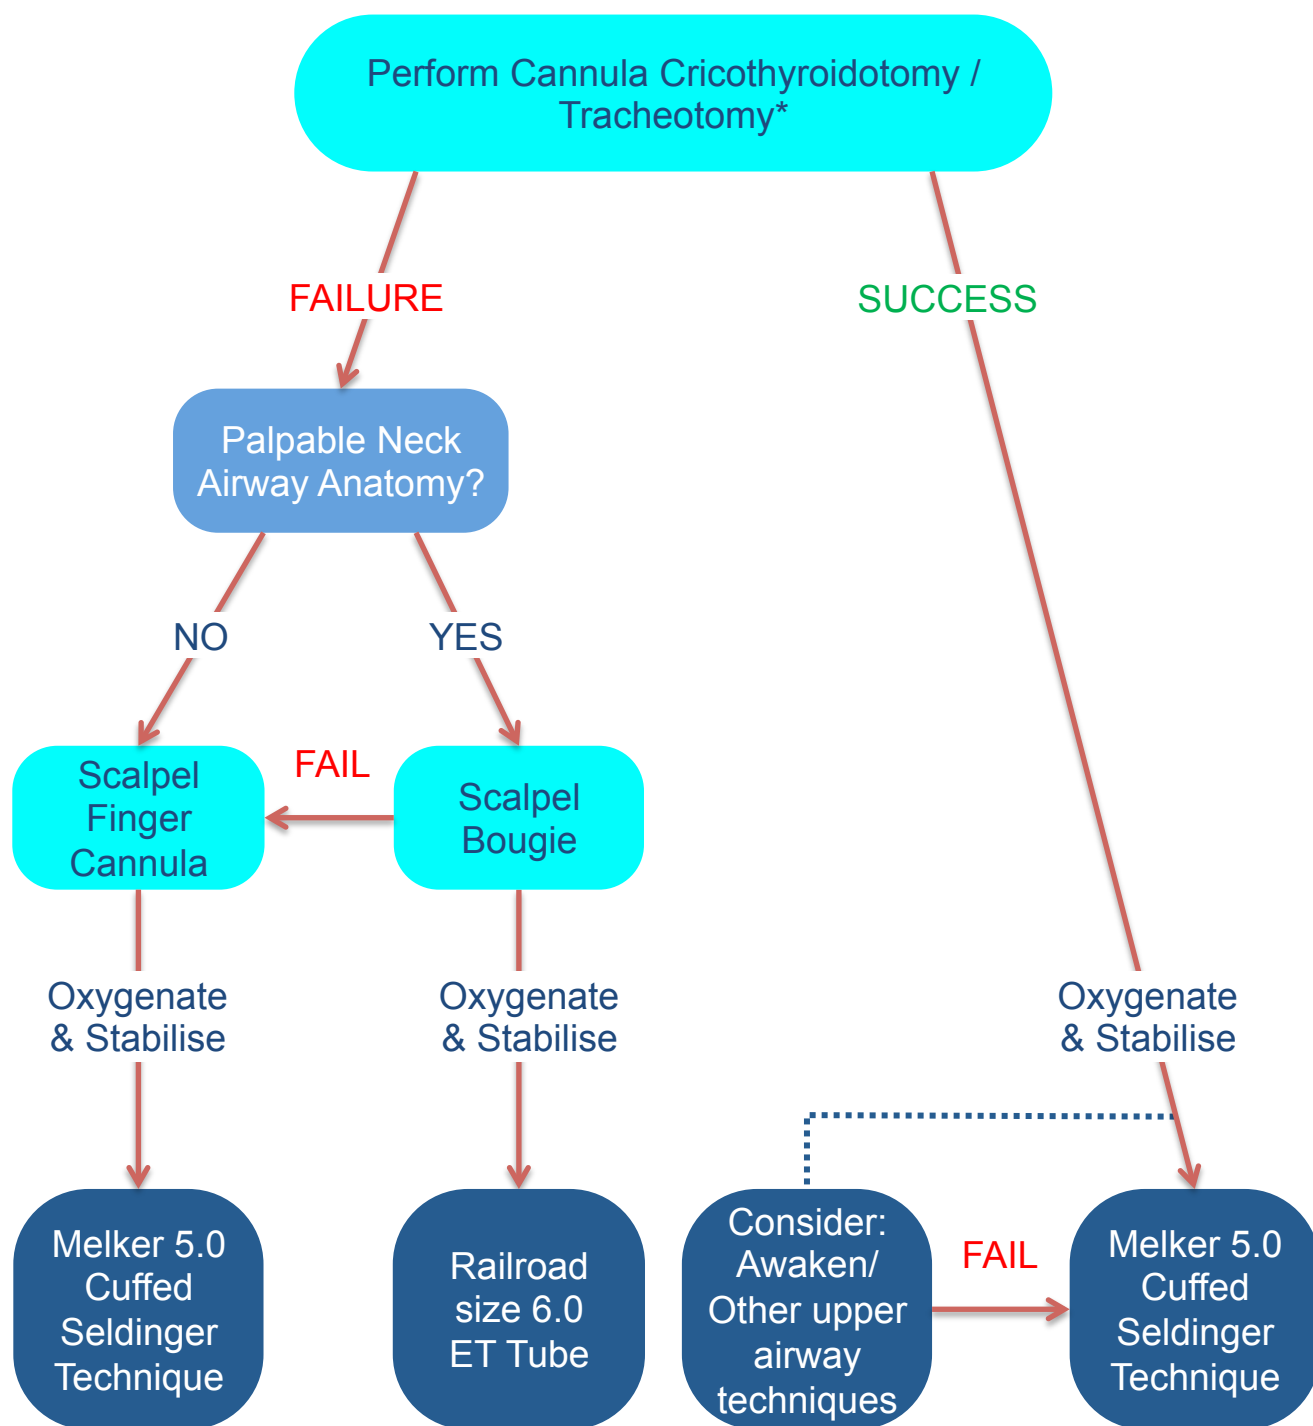 Perform Cannula Cricothyroidotomy /
Tracheotomy*
FAILURE
SUCCESS
Palpable Neck
Airway Anatomy?
NO
YES
Scalpel
Finger
Cannula
FAIL
Scalpel
Bougie
Oxygenate
& Stabilise
Oxygenate
& Stabilise
Oxygenate
& Stabilise
Melker 5.0
Cuffed
Seldinger
Technique
Railroad
size 6.0
ET Tube
Consider:
Awaken/
Other upper
airway
techniques
FAIL
Melker 5.0
Cuffed
Seldinger
Technique